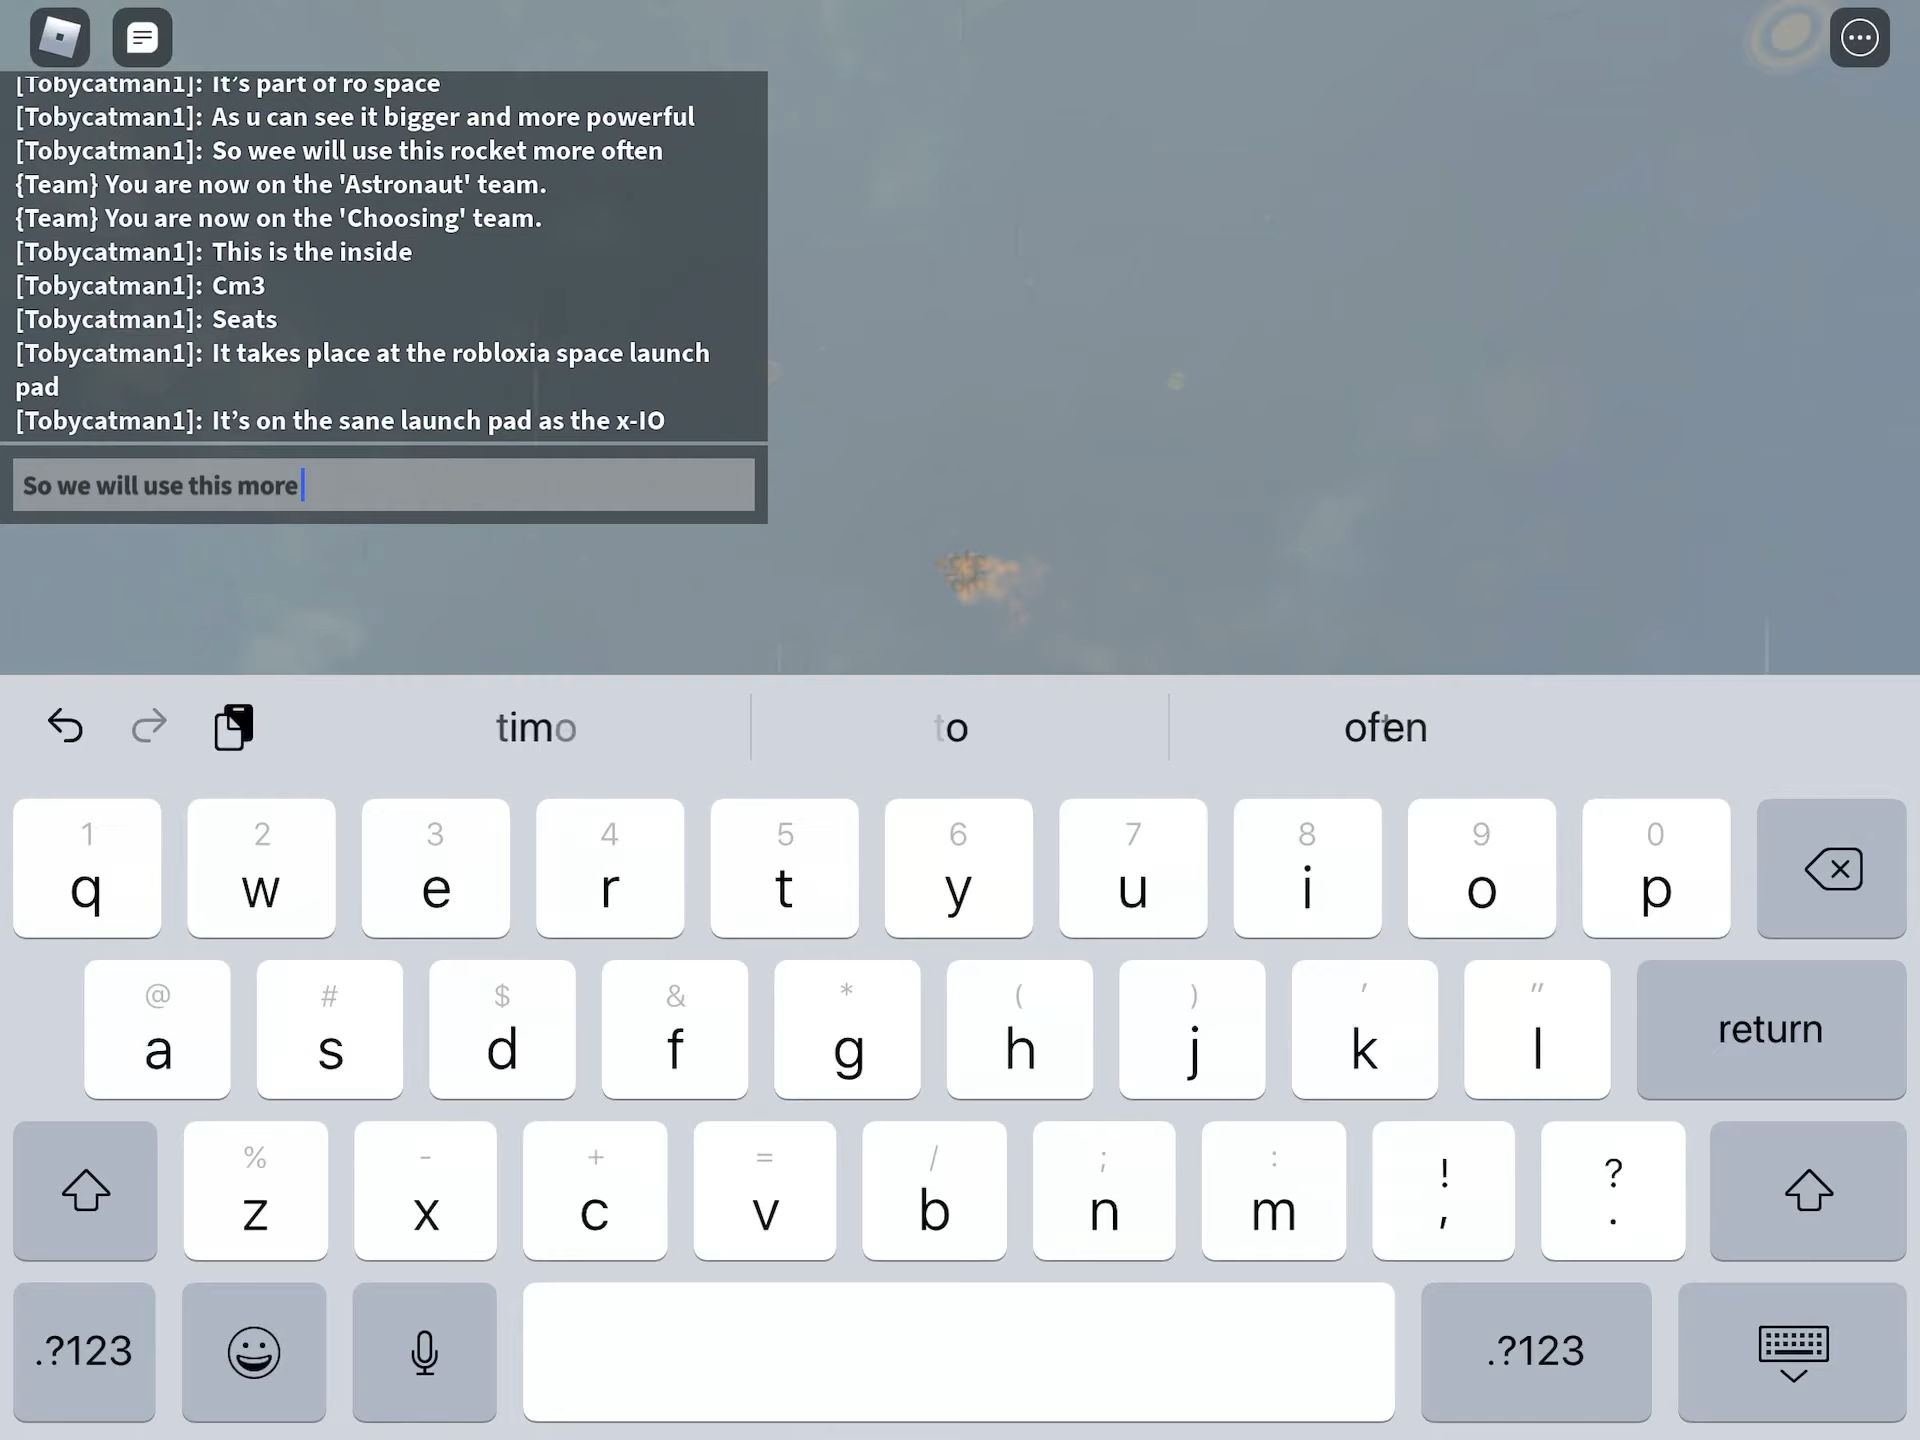 [Tobycatman1]: It's part of ro space
[Tobycatman1]: As u can see it bigger and more powerful
[Tobycatman1]: So wee will use this rocket more often
{Team} You are now on the 'Astronaut' team.
{Team} You are now on the 'Choosing' team.
[Tobycatman1]: This is the inside
[Tobycatman1]: Cm3
[Tobycatman1]: Seats
[Tobycatman1]: It takes place at the robloxia space launch
pad
[Tobycatman1]: It’s on the sane launch pad as the x-IO
So we will use this more
1 2 3 4 5 6 7 8 9 0
q w e r t y u i o p
@ # $ & * ( ) ' "
a s d f g h j k l return
% - + = / ; : ! ?
z x c v b n m , .
.?123 .?123